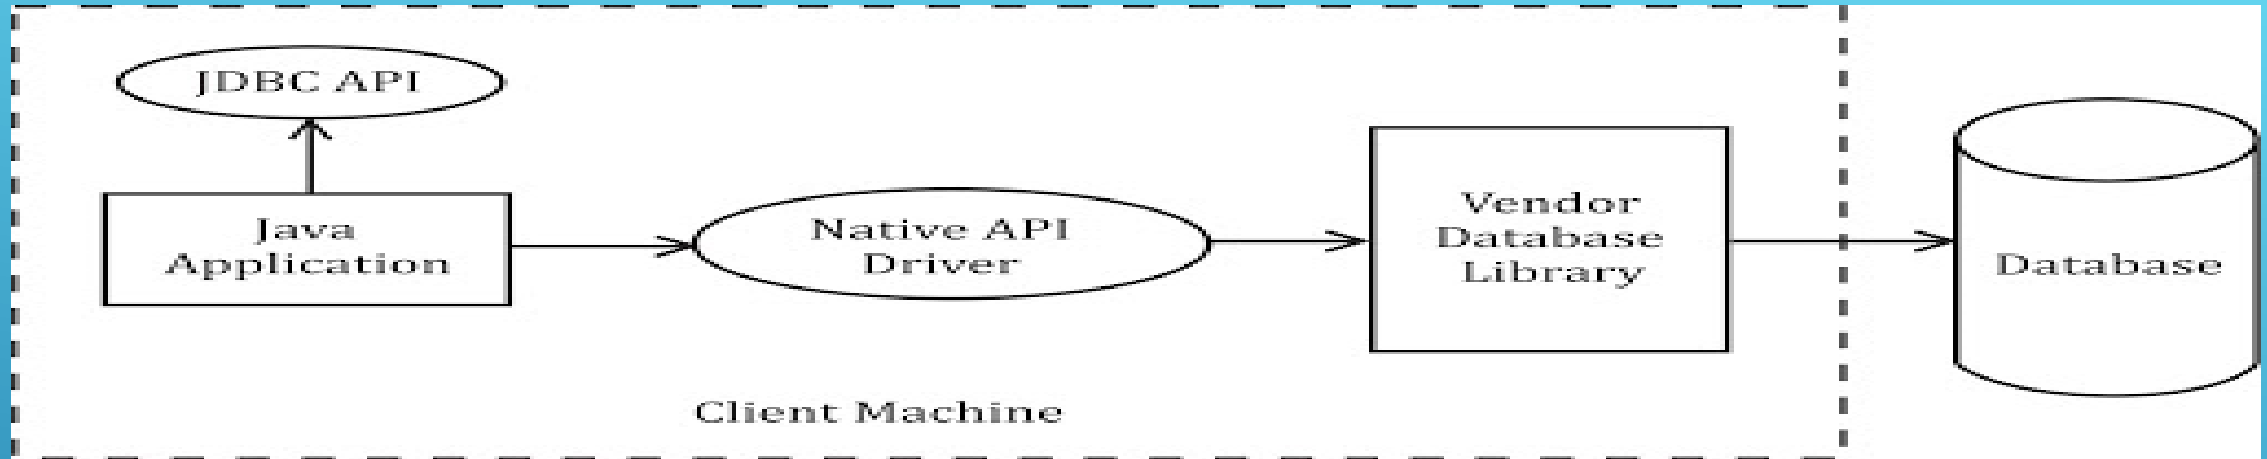 JDBC API
Java
Application
Native API
Driver
Vendor
Database
Library
Database
Client Machine